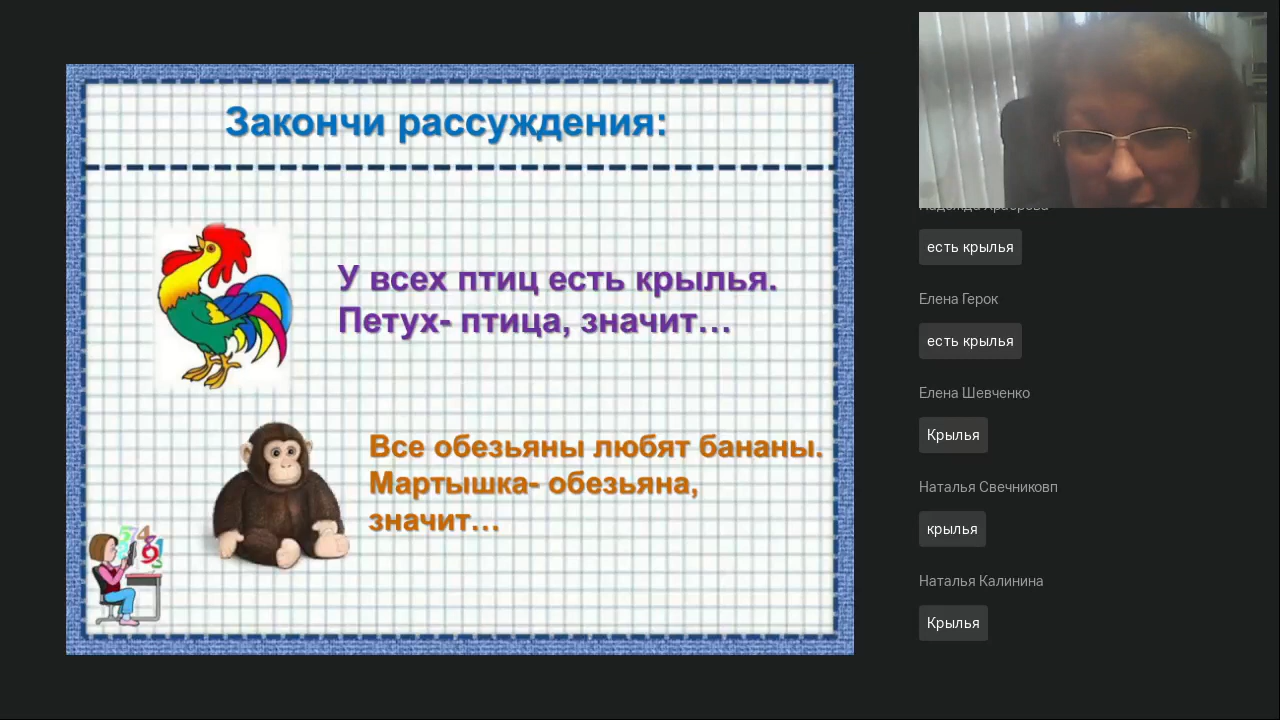 Закончи рассуждения:
У всех птиц есть крылья.
Петух- птица, значит...
Все обезьяны любят бананы.
Мартышка- обезьяна,
значит...
есть крылья
Елена Герок
есть крылья
Елена Шевченко
Крылья
Наталья Свечниковп
крылья
Наталья Калинина
Крылья